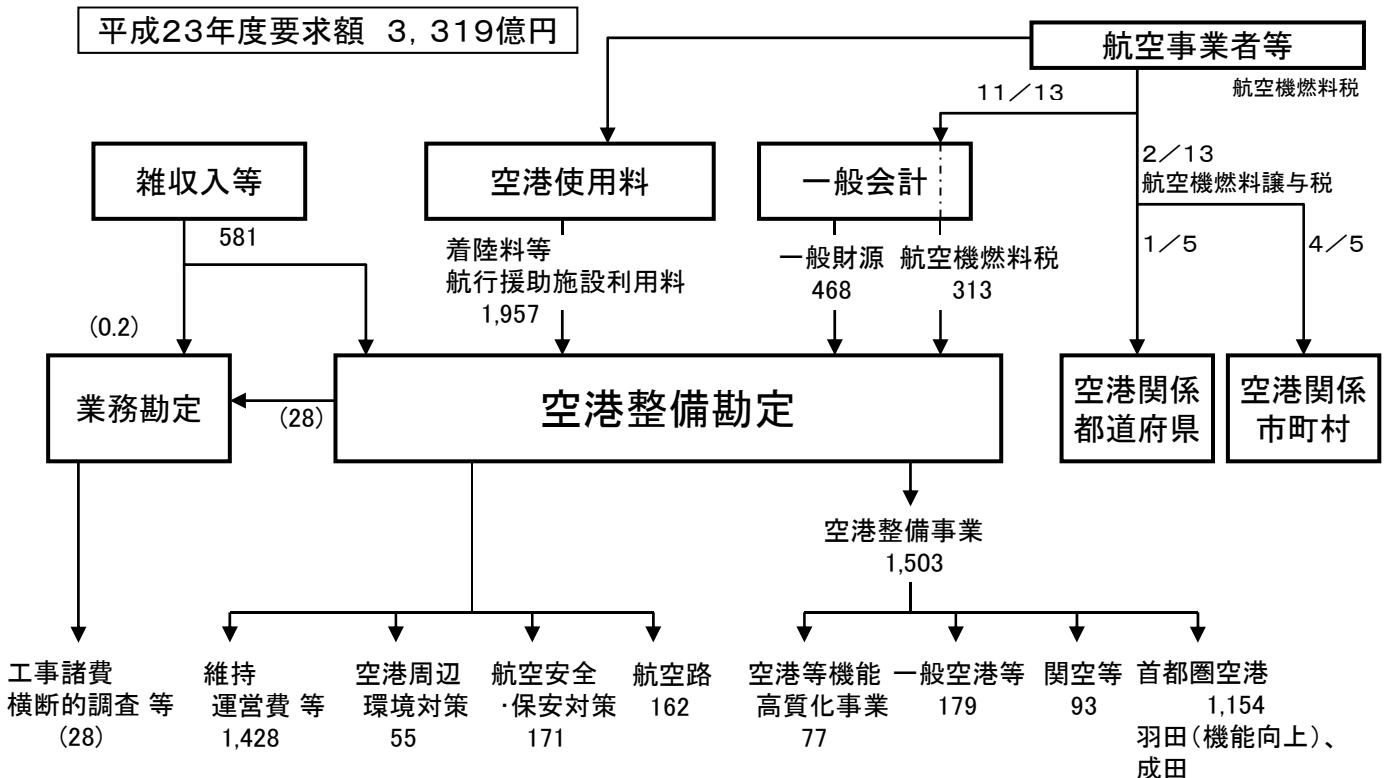 平成23年度要求額 3，319億円
航空事業者等
航空機燃料税
11／13
2／13
航空機燃料譲与税
1／5
4／5
雑収入等
空港使用料
一般会計
581
着陸料等
航行援助施設利用料
1,957
一般財源
468
航空機燃料税
313
(0.2)
業務勘定
(28)
空港整備勘定
空港関係
都道府県
空港関係
市町村
空港整備事業
1,503
工事諸費
横断的調査 等
(28)
維持
運営費 等
1,428
空港周辺
環境対策
55
航空安全
・保安対策
171
航空路
162
空港等機能
高質化事業
77
一般空港等
179
関空等
93
首都圏空港
1,154
羽田（機能向上）、
成田